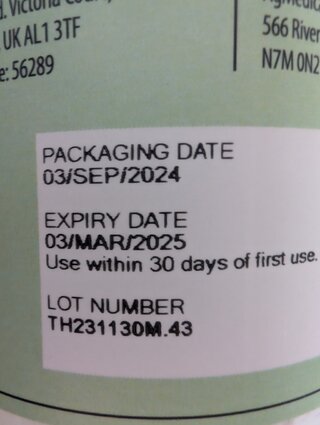 Victoria
UK AL1 3TF
e: 56289
566 River
N7M 0N2
PACKAGING DATE
03/SEP/2024
EXPIRY DATE
03/MAR/2025
Use within 30 days of first use.
LOT NUMBER
TH231130M.43